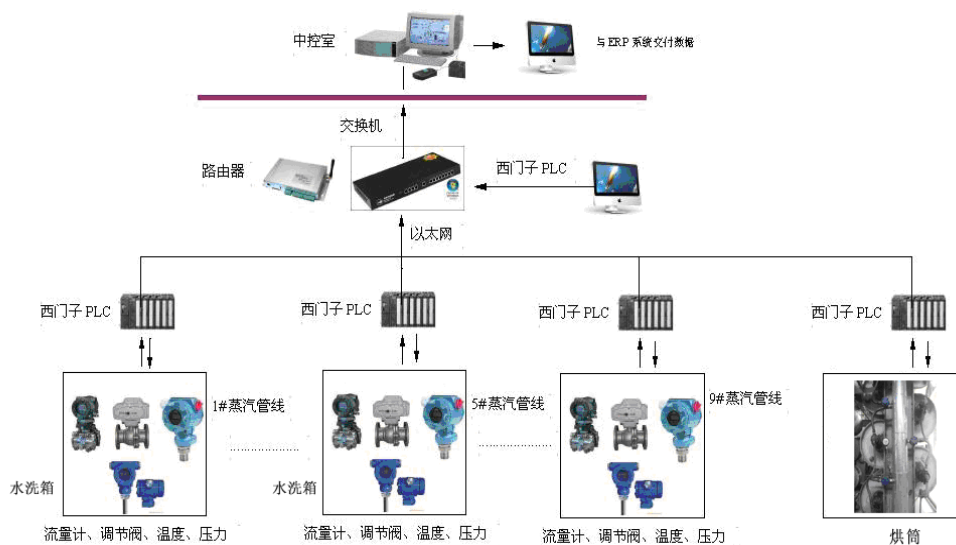 中控室
与ERP系统交付数据
交换机
路由器
西门子 PLC
以太网
西门子 PLC
西门子 PLC
西门子 PLC
西门子 PLC
1#蒸汽管线
5#蒸汽管线
9#蒸汽管线
水洗箱
水洗箱
流量计、调节阀、温度、压力
流量计、调节阀、温度、压力
流量计、调节阀、温度、压力
烘筒